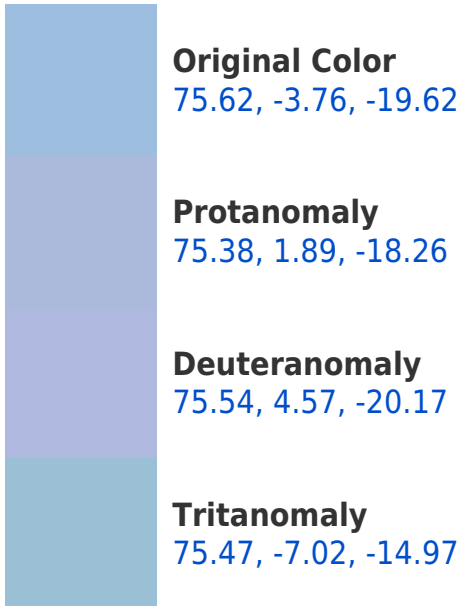 Original Color
75.62, -3.76, -19.62
Protanomaly
75.38, 1.89, -18.26
Deuteranomaly
75.54, 4.57, -20.17
Tritanomaly
75.47, -7.02, -14.97